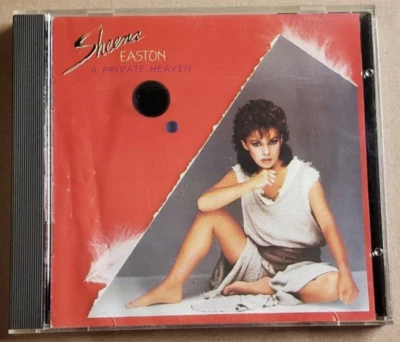 Sheena
EASTON
A PRIVATE HEAVEN